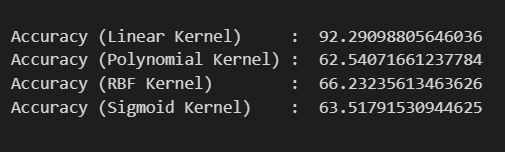 Accuracy (Linear Kernel)     :  92.29098805646036
Accuracy (Polynomial Kernel) :  62.54071661237784
Accuracy (RBF Kernel)        :  66.23235613463626
Accuracy (Sigmoid Kernel)    :  63.51791530944625